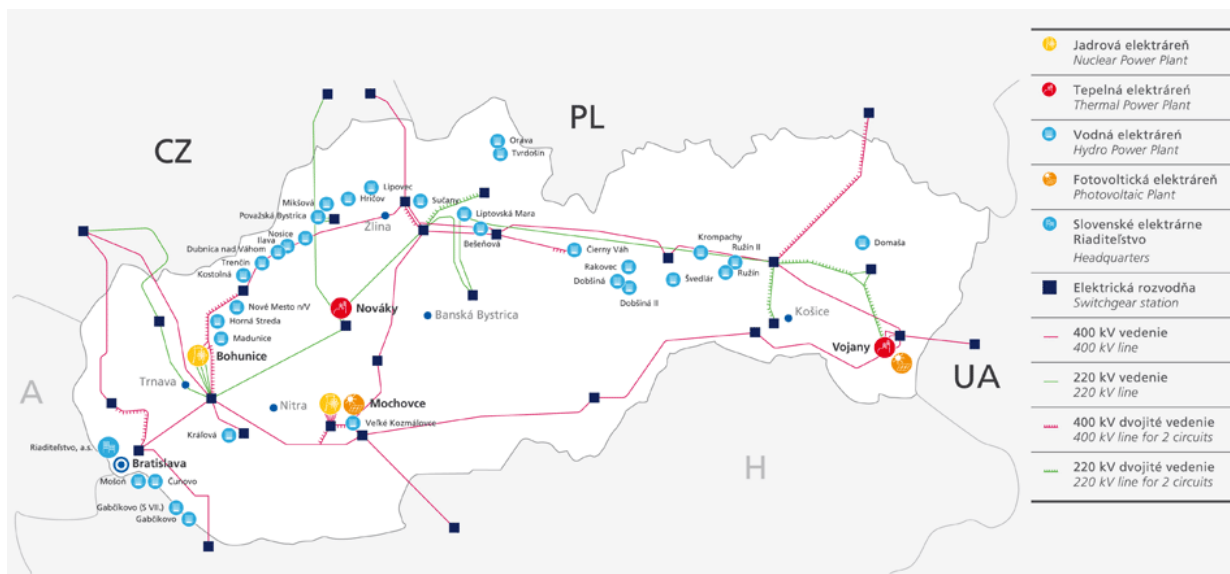 CZ
PL
UA
A
H
Orava
Tvrdošín
Lipovec
Hričov
Mikšová
Sučany
Považská Bystrica
Žilina
Liptovská Mara
Nosice
Ilava
Dubnica nad Váhom
Bešeňová
Trenčín
Kostolná
Čierny Váh
Krompachy
Ružín II
Domaša
Rakovec
Dobšiná
Švedlár
Ružín
Dobšiná II
Nové Mesto n/V
Nováky
Horná Streda
Banská Bystrica
Košice
Madunice
Bohunice
Vojany
Trnava
Nitra
Mochovce
Veľké Kozmálovce
Kráľová
Riaditeľstvo, a.s.
Bratislava
Mošoň
Čunovo
Gabčíkovo (S VII.)
Gabčíkovo
Jadrová elektráreň
Nuclear Power Plant
Tepelná elektráreň
Thermal Power Plant
Vodná elektráreň
Hydro Power Plant
Fotovoltická elektráreň
Photovoltaic Plant
Slovenské elektrárne
Riaditeľstvo
Headquarters
Elektrická rozvodňa
Switchgear station
400 kV vedenie
400 kV line
220 kV vedenie
220 kV line
400 kV dvojité vedenie
400 kV line for 2 circuits
220 kV dvojité vedenie
220 kV line for 2 circuits